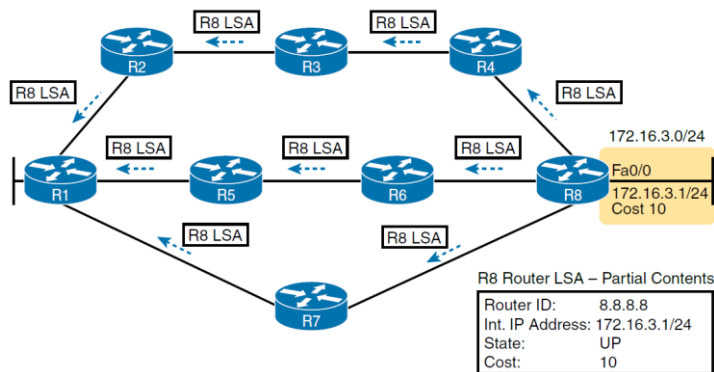 R8 LSA
R8 LSA
R2
R3
R4
R8 LSA
R8 LSA
172.16.3.0/24
R8 LSA
R8 LSA
R8 LSA
Fa0/0
R1
R5
R6
R8
172.16.3.1/24
Cost 10
R8 LSA
R8 LSA
R7
R8 Router LSA – Partial Contents
Router ID: 8.8.8.8
Int. IP Address: 172.16.3.1/24
State: UP
Cost: 10